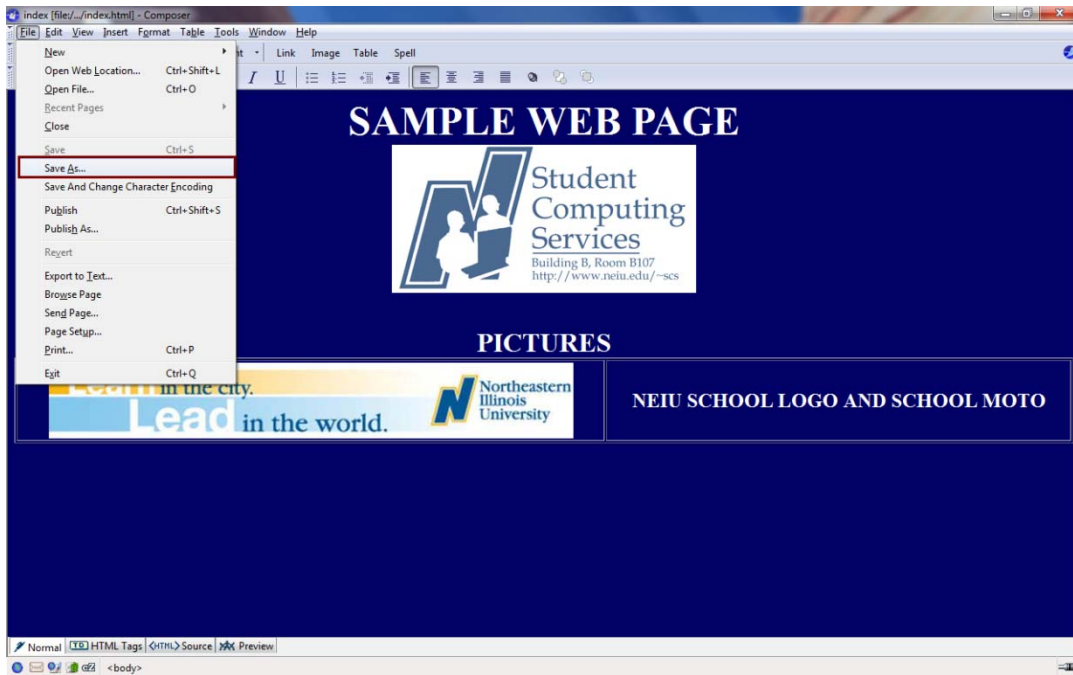 index [file:/.../index.html] - Composer
File Edit View Insert Format Table Tools Window Help
Link Image Table Spell
I U
New
Open Web Location... Ctrl+Shift+L
Open File... Ctrl+O
Recent Pages
Close
Save Ctrl+S
Save As...
Save And Change Character Encoding
Publish Ctrl+Shift+S
Publish As...
Revert
Export to Text...
Browse Page
Send Page...
Page Setup...
Print... Ctrl+P
Exit Ctrl+Q
SAMPLE WEB PAGE
Student
Computing
Services
Building B, Room B107
http://www.neiu.edu/~scs
PICTURES
Learn in the city.
Lead in the world.
N Northeastern
Illinois
University
NEIU SCHOOL LOGO AND SCHOOL MOTO
Normal TD HTML Tags <HTML> Source Preview
<body>